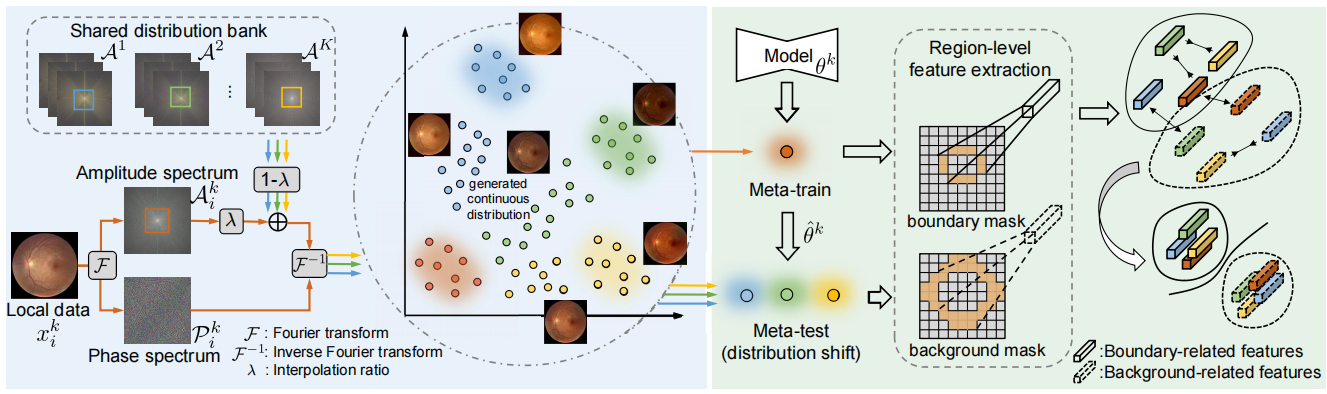 Shared distribution bank
𝒜¹ 𝒜² ⋮ 𝒜ᴷ
1-λ
Amplitude spectrum
𝒜ᵢᵏ
λ
ℱ
ℱ⁻¹
Local data
xᵢᵏ
𝒫ᵢᵏ
Phase spectrum
ℱ : Fourier transform
ℱ⁻¹: Inverse Fourier transform
λ : Interpolation ratio
generated
continuous
distribution
Model θᵏ
Meta-train
θ̂ᵏ
Meta-test
(distribution shift)
Region-level
feature extraction
boundary mask
background mask
:Boundary-related features
:Background-related features